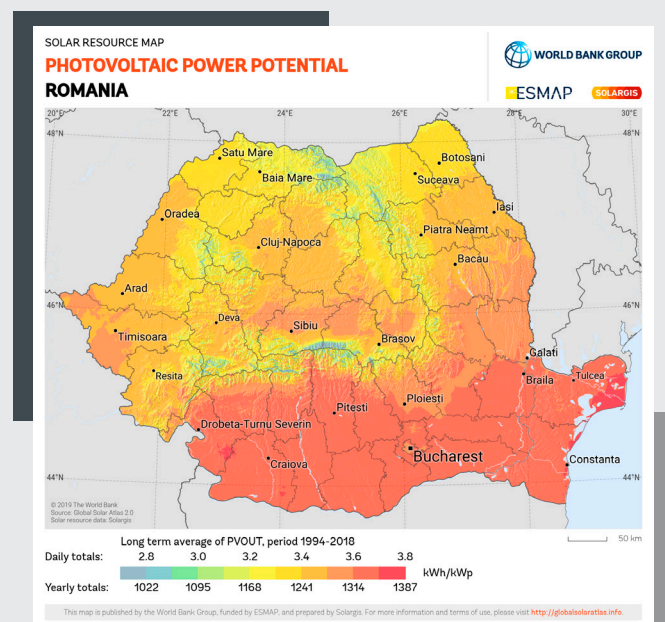 SOLAR RESOURCE MAP
PHOTOVOLTAIC POWER POTENTIAL
ROMANIA
WORLD BANK GROUP
ESMAP
SOLARGIS
20°E 22°E 24°E 26°E 28°E 30°E
48°N 48°N
Satu Mare
Botoșani
Baia Mare
Suceava
Oradea
Iași
Piatra Neamt
Cluj-Napoca
Bacău
Arad
46°N 46°N
Deva
Sibiu
Timisoara
Brașov
Galati
Resita
Braila
Tulcea
Ploiești
Pitesti
Drobeta-Turnu Severin
Bucharest
Craiova
Constanta
44°N 44°N
© 2019 The World Bank
Source: Global Solar Atlas 2.0
Solar resource data: Solargis
50 km
Long term average of PVOUT, period 1994-2018
Daily totals: 2.8 3.0 3.2 3.4 3.6 3.8
kWh/kWp
Yearly totals: 1022 1095 1168 1241 1314 1387
This map is published by the World Bank Group, funded by ESMAP, and prepared by Solargis. For more information and terms of use, please visit http://globalsolaratlas.info.